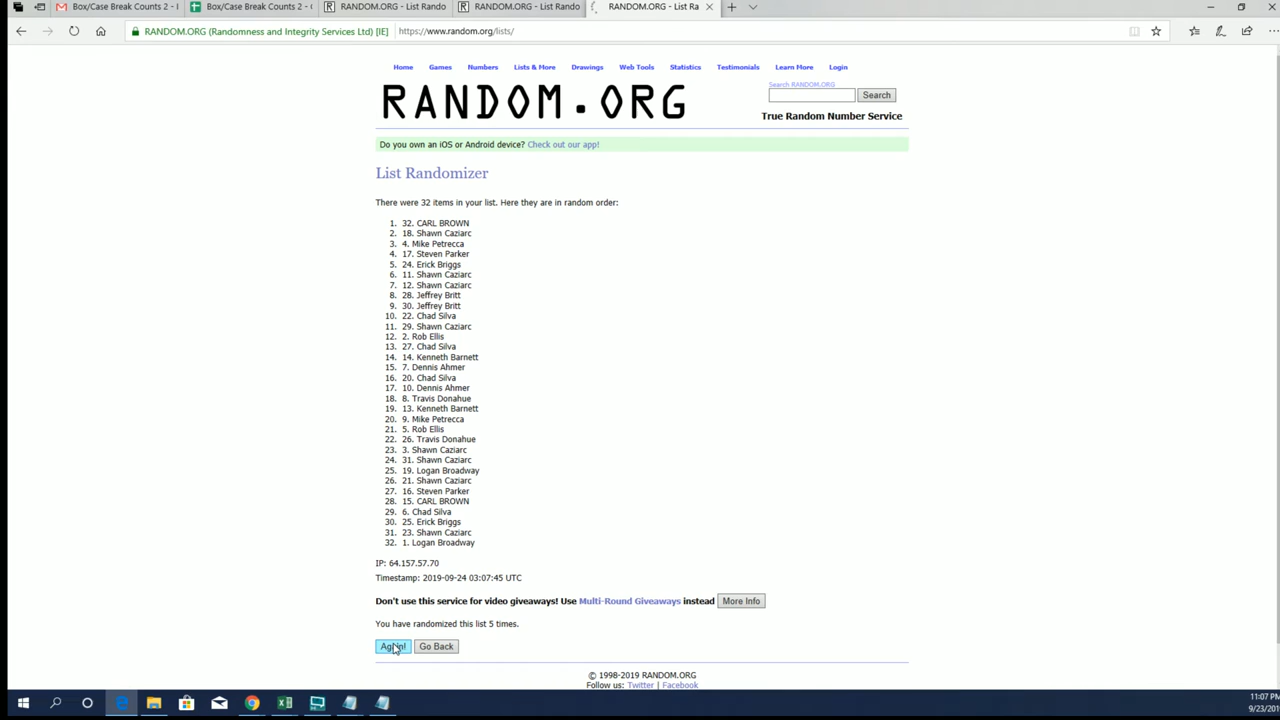 Box/Case Break Counts 2 - I
Box/Case Break Counts 2 - (
RANDOM.ORG - List Rando
RANDOM.ORG - List Rando
RANDOM.ORG - List Ra
RANDOM.ORG (Randomness and Integrity Services Ltd) [IE]
https://www.random.org/lists/
Home Games Numbers Lists & More Drawings Web Tools Statistics Testimonials Learn More Login
RANDOM.ORG
Search RANDOM.ORG
Search
True Random Number Service
Do you own an iOS or Android device? Check out our app!
List Randomizer
There were 32 items in your list. Here they are in random order:
1. 32. CARL BROWN
2. 18. Shawn Caziarc
3. 4. Mike Petrecca
4. 17. Steven Parker
5. 24. Erick Briggs
6. 11. Shawn Caziarc
7. 12. Shawn Caziarc
8. 28. Jeffrey Britt
9. 30. Jeffrey Britt
10. 22. Chad Silva
11. 29. Shawn Caziarc
12. 2. Rob Ellis
13. 27. Chad Silva
14. 14. Kenneth Barnett
15. 7. Dennis Ahmer
16. 20. Chad Silva
17. 10. Dennis Ahmer
18. 8. Travis Donahue
19. 13. Kenneth Barnett
20. 9. Mike Petrecca
21. 5. Rob Ellis
22. 26. Travis Donahue
23. 3. Shawn Caziarc
24. 31. Shawn Caziarc
25. 19. Logan Broadway
26. 21. Shawn Caziarc
27. 16. Steven Parker
28. 15. CARL BROWN
29. 6. Chad Silva
30. 25. Erick Briggs
31. 23. Shawn Caziarc
32. 1. Logan Broadway
IP: 64.157.57.70
Timestamp: 2019-09-24 03:07:45 UTC
Don't use this service for video giveaways! Use Multi-Round Giveaways instead More Info
You have randomized this list 5 times.
Again! Go Back
© 1998-2019 RANDOM.ORG
Follow us: Twitter | Facebook
11:07 PM
9/23/201